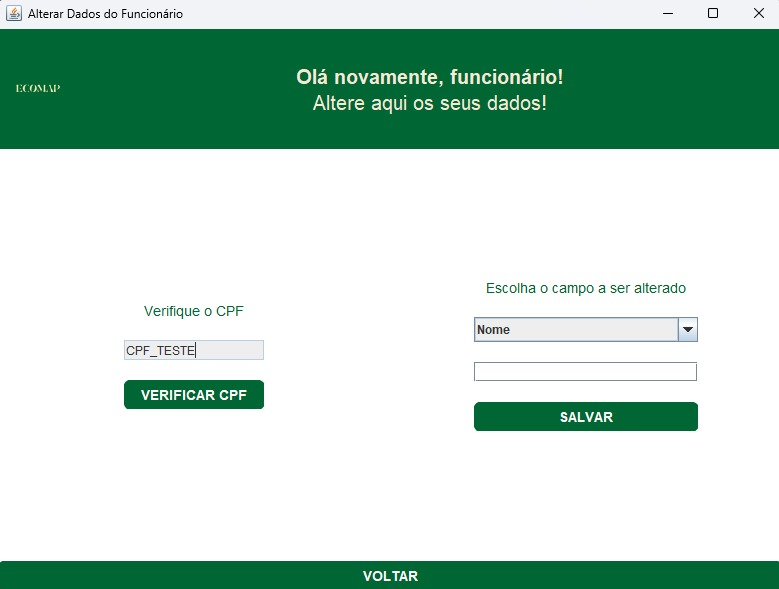 Alterar Dados do Funcionário
ECOMAP
Olá novamente, funcionário!
Altere aqui os seus dados!
Verifique o CPF
CPF_TESTE
VERIFICAR CPF
Escolha o campo a ser alterado
Nome
SALVAR
VOLTAR